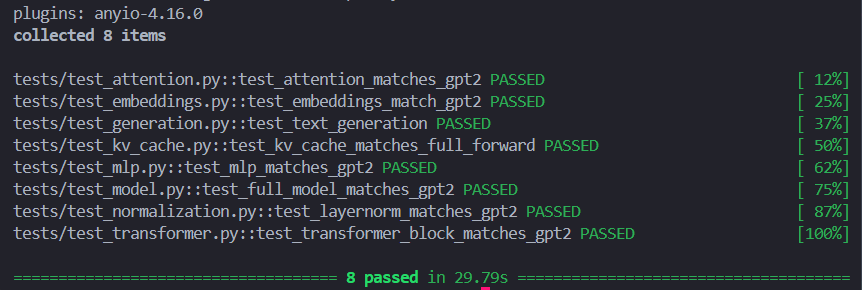 plugins: anyio-4.16.0
collected 8 items
tests/test_attention.py::test_attention_matches_gpt2 PASSED [ 12%]
tests/test_embeddings.py::test_embeddings_match_gpt2 PASSED [ 25%]
tests/test_generation.py::test_text_generation PASSED [ 37%]
tests/test_kv_cache.py::test_kv_cache_matches_full_forward PASSED [ 50%]
tests/test_mlp.py::test_mlp_matches_gpt2 PASSED [ 62%]
tests/test_model.py::test_full_model_matches_gpt2 PASSED [ 75%]
tests/test_normalization.py::test_layernorm_matches_gpt2 PASSED [ 87%]
tests/test_transformer.py::test_transformer_block_matches_gpt2 PASSED [100%]
==================================== 8 passed in 29.79s =====================================